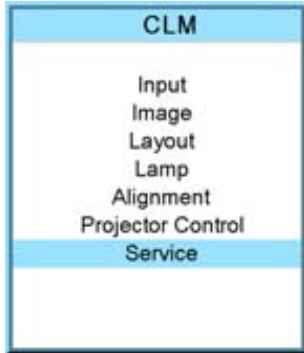 CLM
Input
Image
Layout
Lamp
Alignment
Projector Control
Service